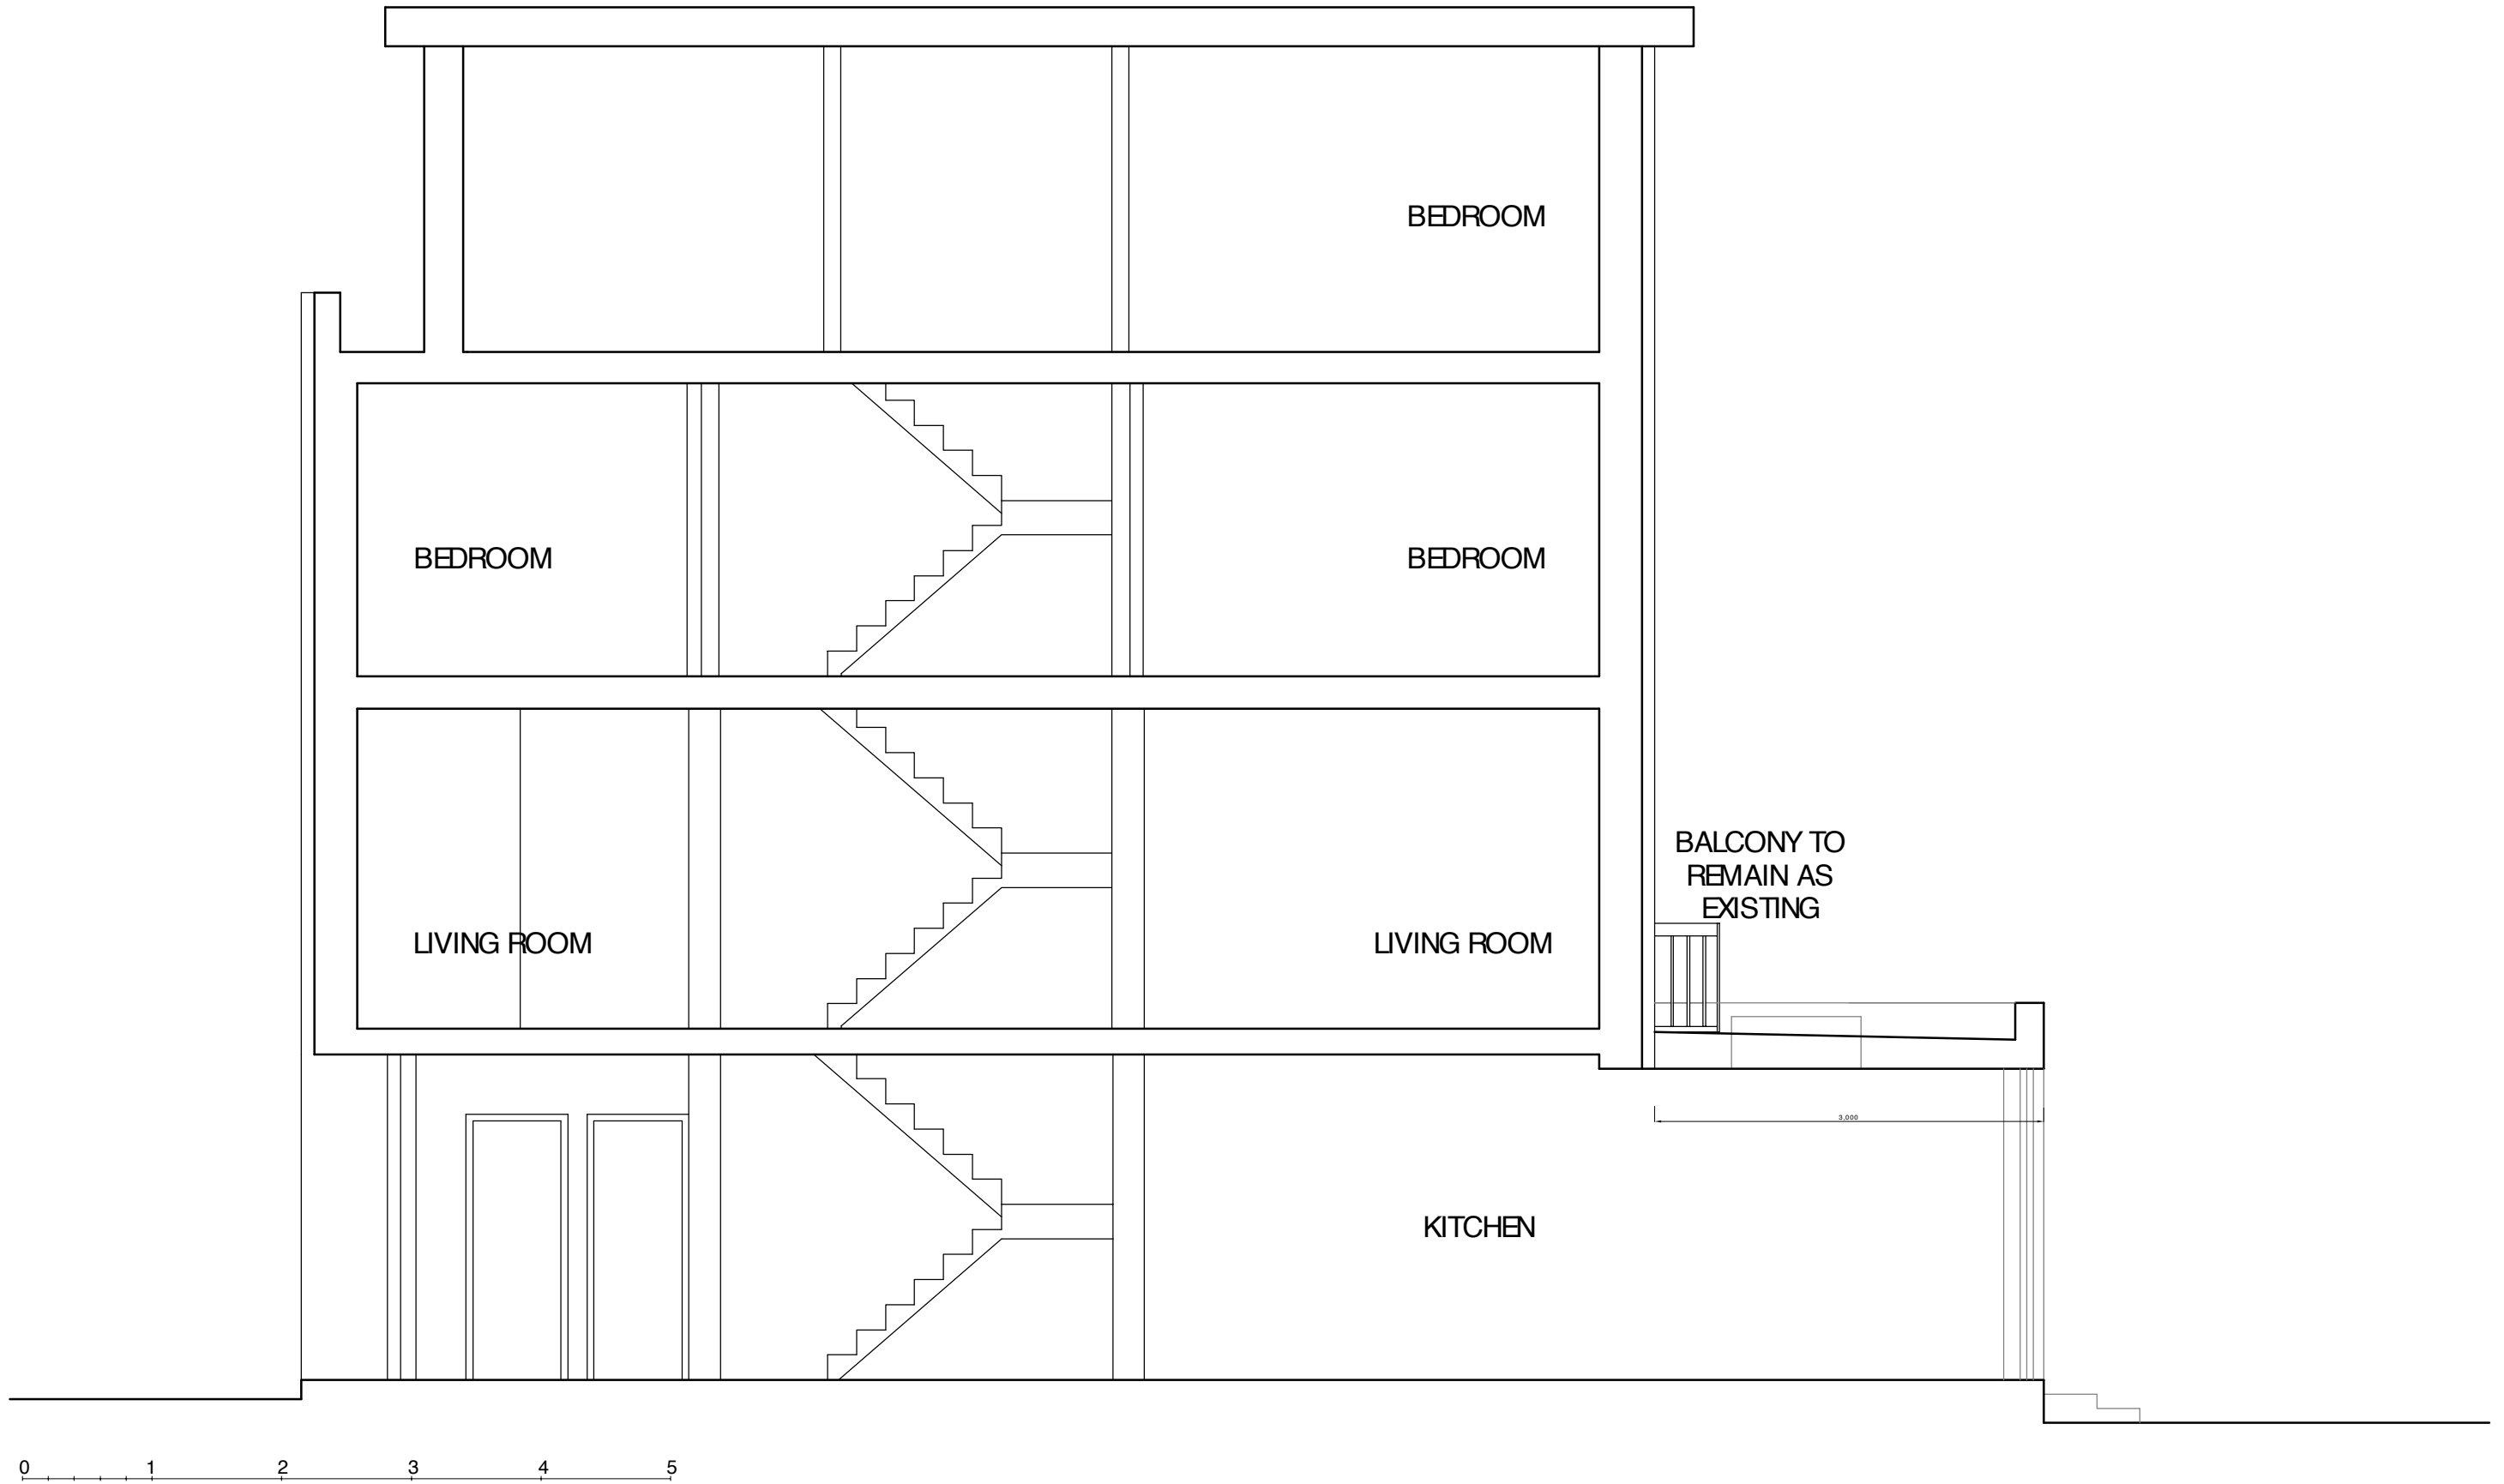 BEDROOM
BEDROOM
BEDROOM
BALCONY TO
REMAIN AS
EXISTING
LIVING ROOM
LIVING ROOM
3,000
KITCHEN
0 1 2 3 4 5